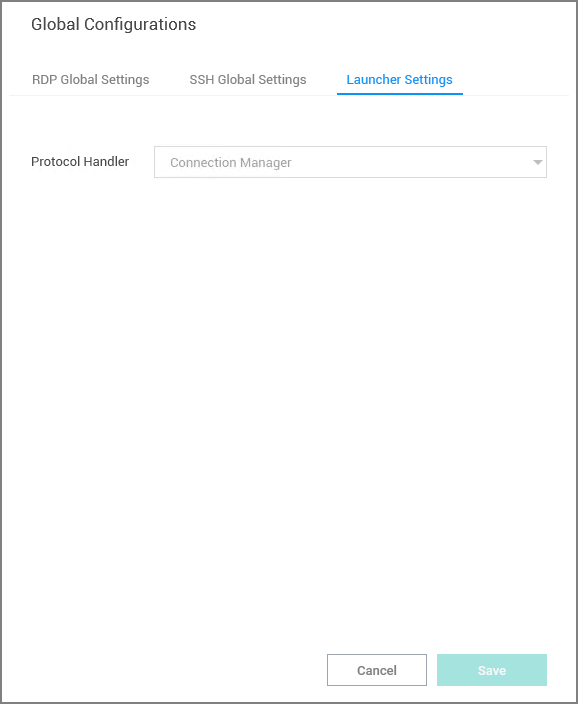 Global Configurations
RDP Global Settings SSH Global Settings Launcher Settings
Protocol Handler Connection Manager
Cancel Save